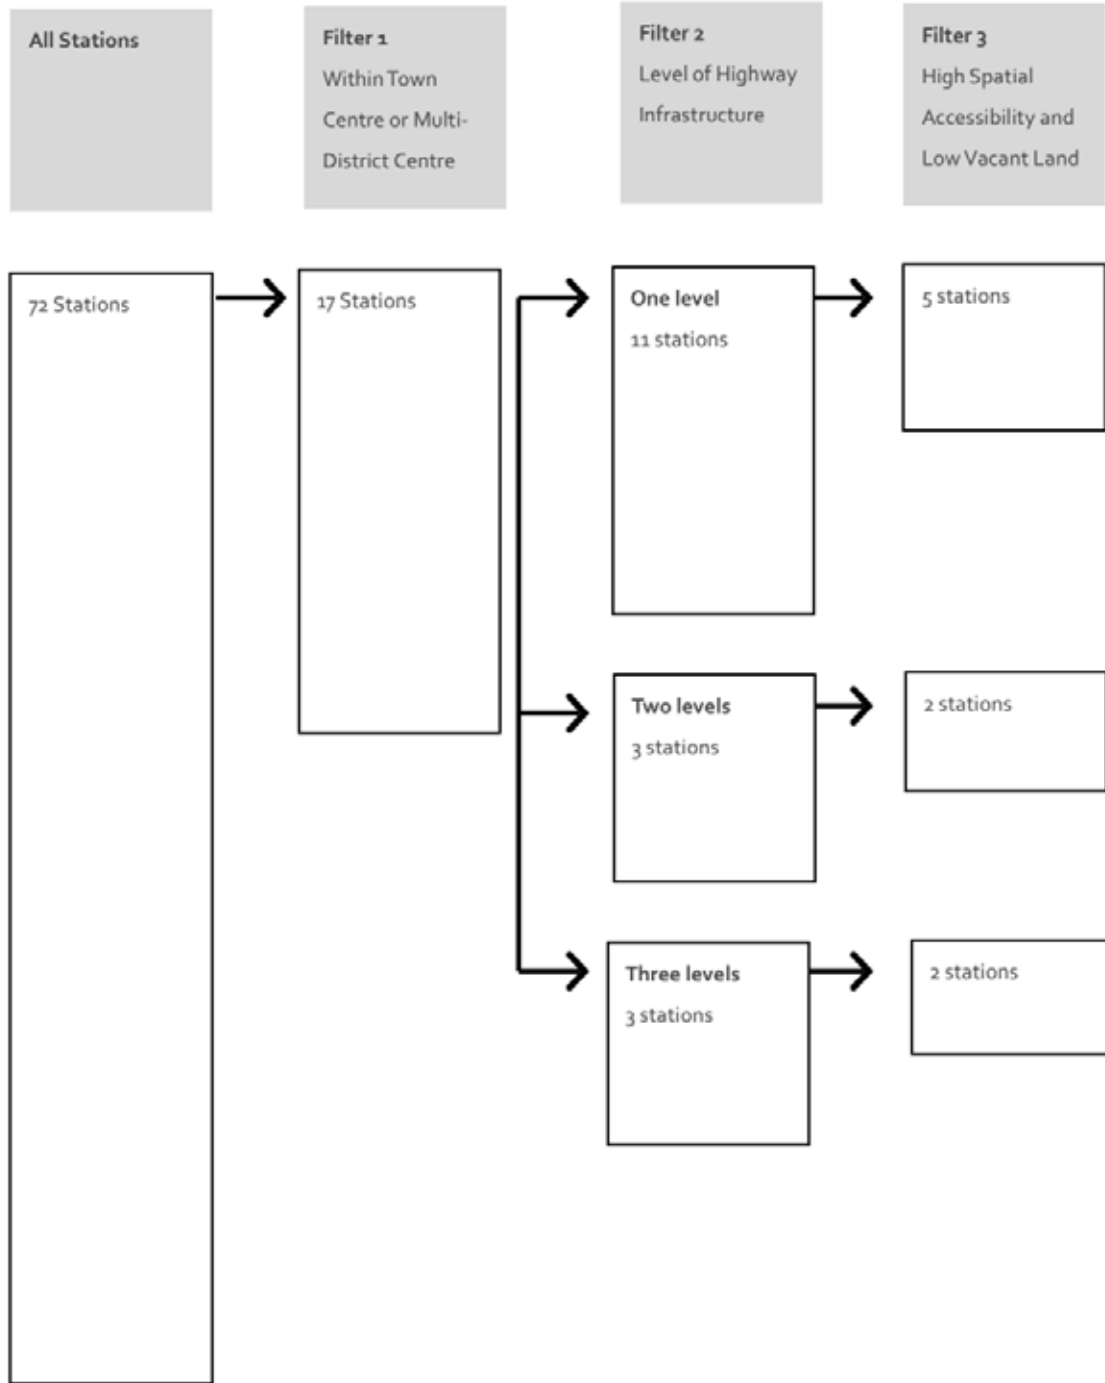 All Stations
Filter 1
Within Town
Centre or Multi-
District Centre
Filter 2
Level of Highway
Infrastructure
Filter 3
High Spatial
Accessibility and
Low Vacant Land
72 Stations
17 Stations
One level
11 stations
5 stations
Two levels
3 stations
2 stations
Three levels
3 stations
2 stations